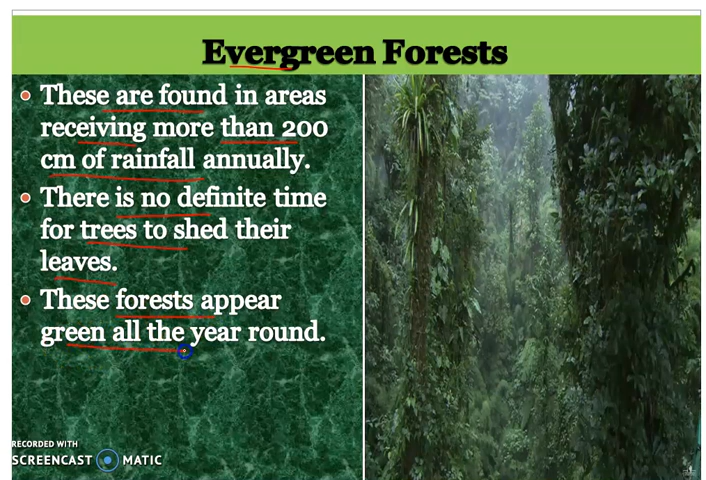 Evergreen Forests
These are found in areas
receiving more than 200
cm of rainfall annually.
There is no definite time
for trees to shed their
leaves.
These forests appear
green all the year round.
RECORDED WITH
SCREENCAST MATIC